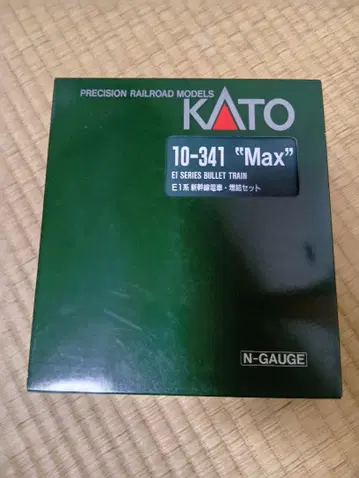 PRECISION RAILROAD MODELS
KATO
10-341 “Max”
E1 SERIES BULLET TRAIN
E1系 新幹線電車・増結セット
N-GAUGE